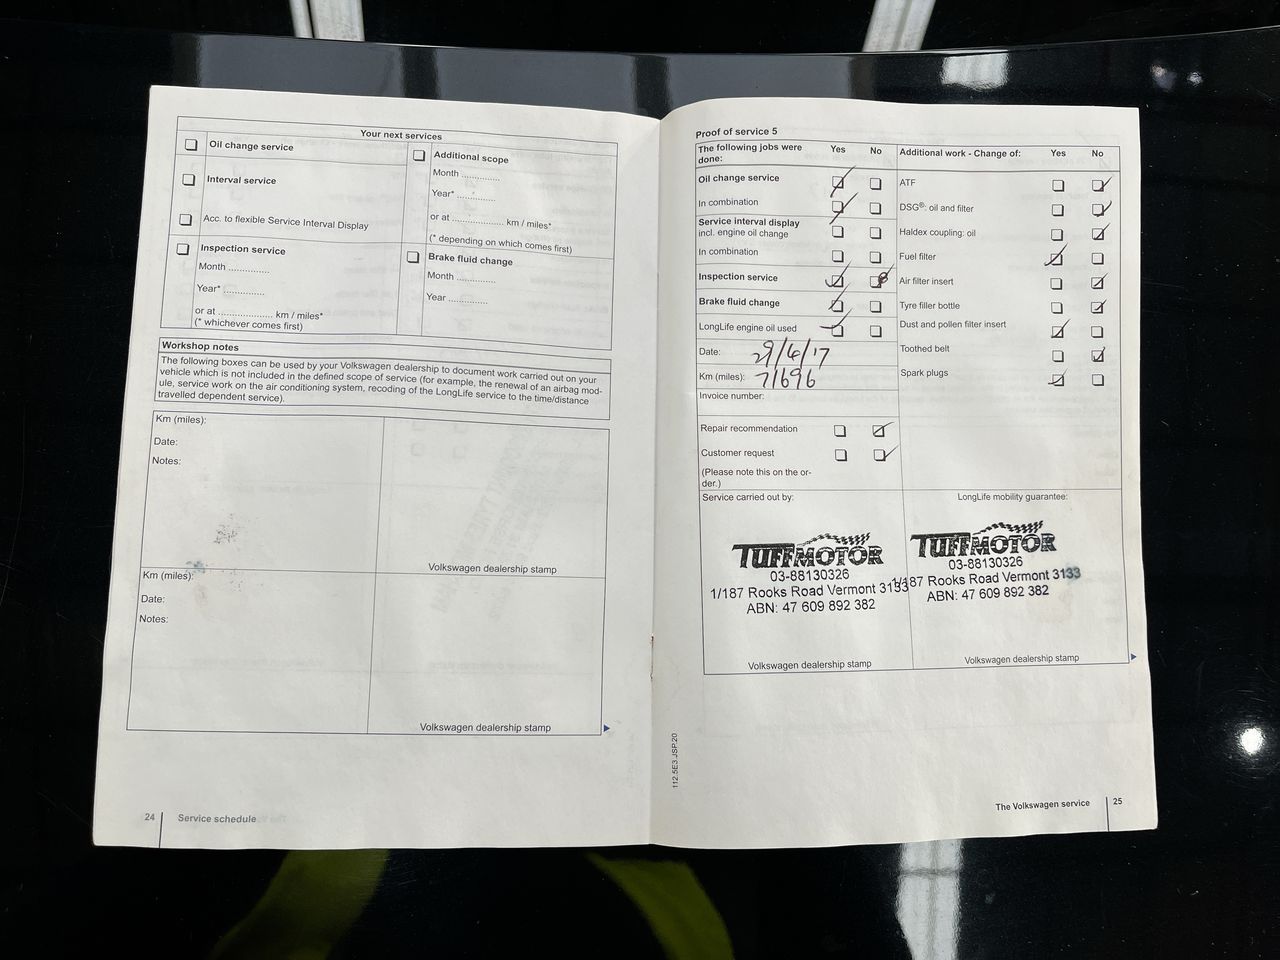 Your next services
Oil change service
Interval service
Acc. to flexible Service Interval Display
Inspection service
Month ...............
Year* ...............
or at .................... km / miles*
(* whichever comes first)
Additional scope
Month ..............
Year* ..............
or at .................... km / miles*
(* depending on which comes first)
Brake fluid change
Month ..............
Year ..............
Workshop notes
The following boxes can be used by your Volkswagen dealership to document work carried out on your
vehicle which is not included in the defined scope of service (for example, the renewal of an airbag mod-
ule, service work on the air conditioning system, recoding of the LongLife service to the time/distance
travelled dependent service).
Km (miles):
Date:
Notes:
Volkswagen dealership stamp
Km (miles):
Date:
Notes:
Volkswagen dealership stamp
24
Service schedule
Proof of service 5
The following jobs were
done:
Yes No
Oil change service
In combination
Service interval display
incl. engine oil change
In combination
Inspection service
Brake fluid change
LongLife engine oil used
Date: 29/6/17
Km (miles): 71696
Invoice number:
Repair recommendation
Customer request
(Please note this on the or-
der.)
Additional work - Change of: Yes No
ATF
DSG®: oil and filter
Haldex coupling: oil
Fuel filter
Air filter insert
Tyre filler bottle
Dust and pollen filter insert
Toothed belt
Spark plugs
Service carried out by:
TUFFMOTOR
03-88130326
1/187 Rooks Road Vermont 3133
ABN: 47 609 892 382
Volkswagen dealership stamp
LongLife mobility guarantee:
TUFFMOTOR
03-88130326
1/187 Rooks Road Vermont 3133
ABN: 47 609 892 382
Volkswagen dealership stamp
112.5E3.JSP.20
The Volkswagen service
25